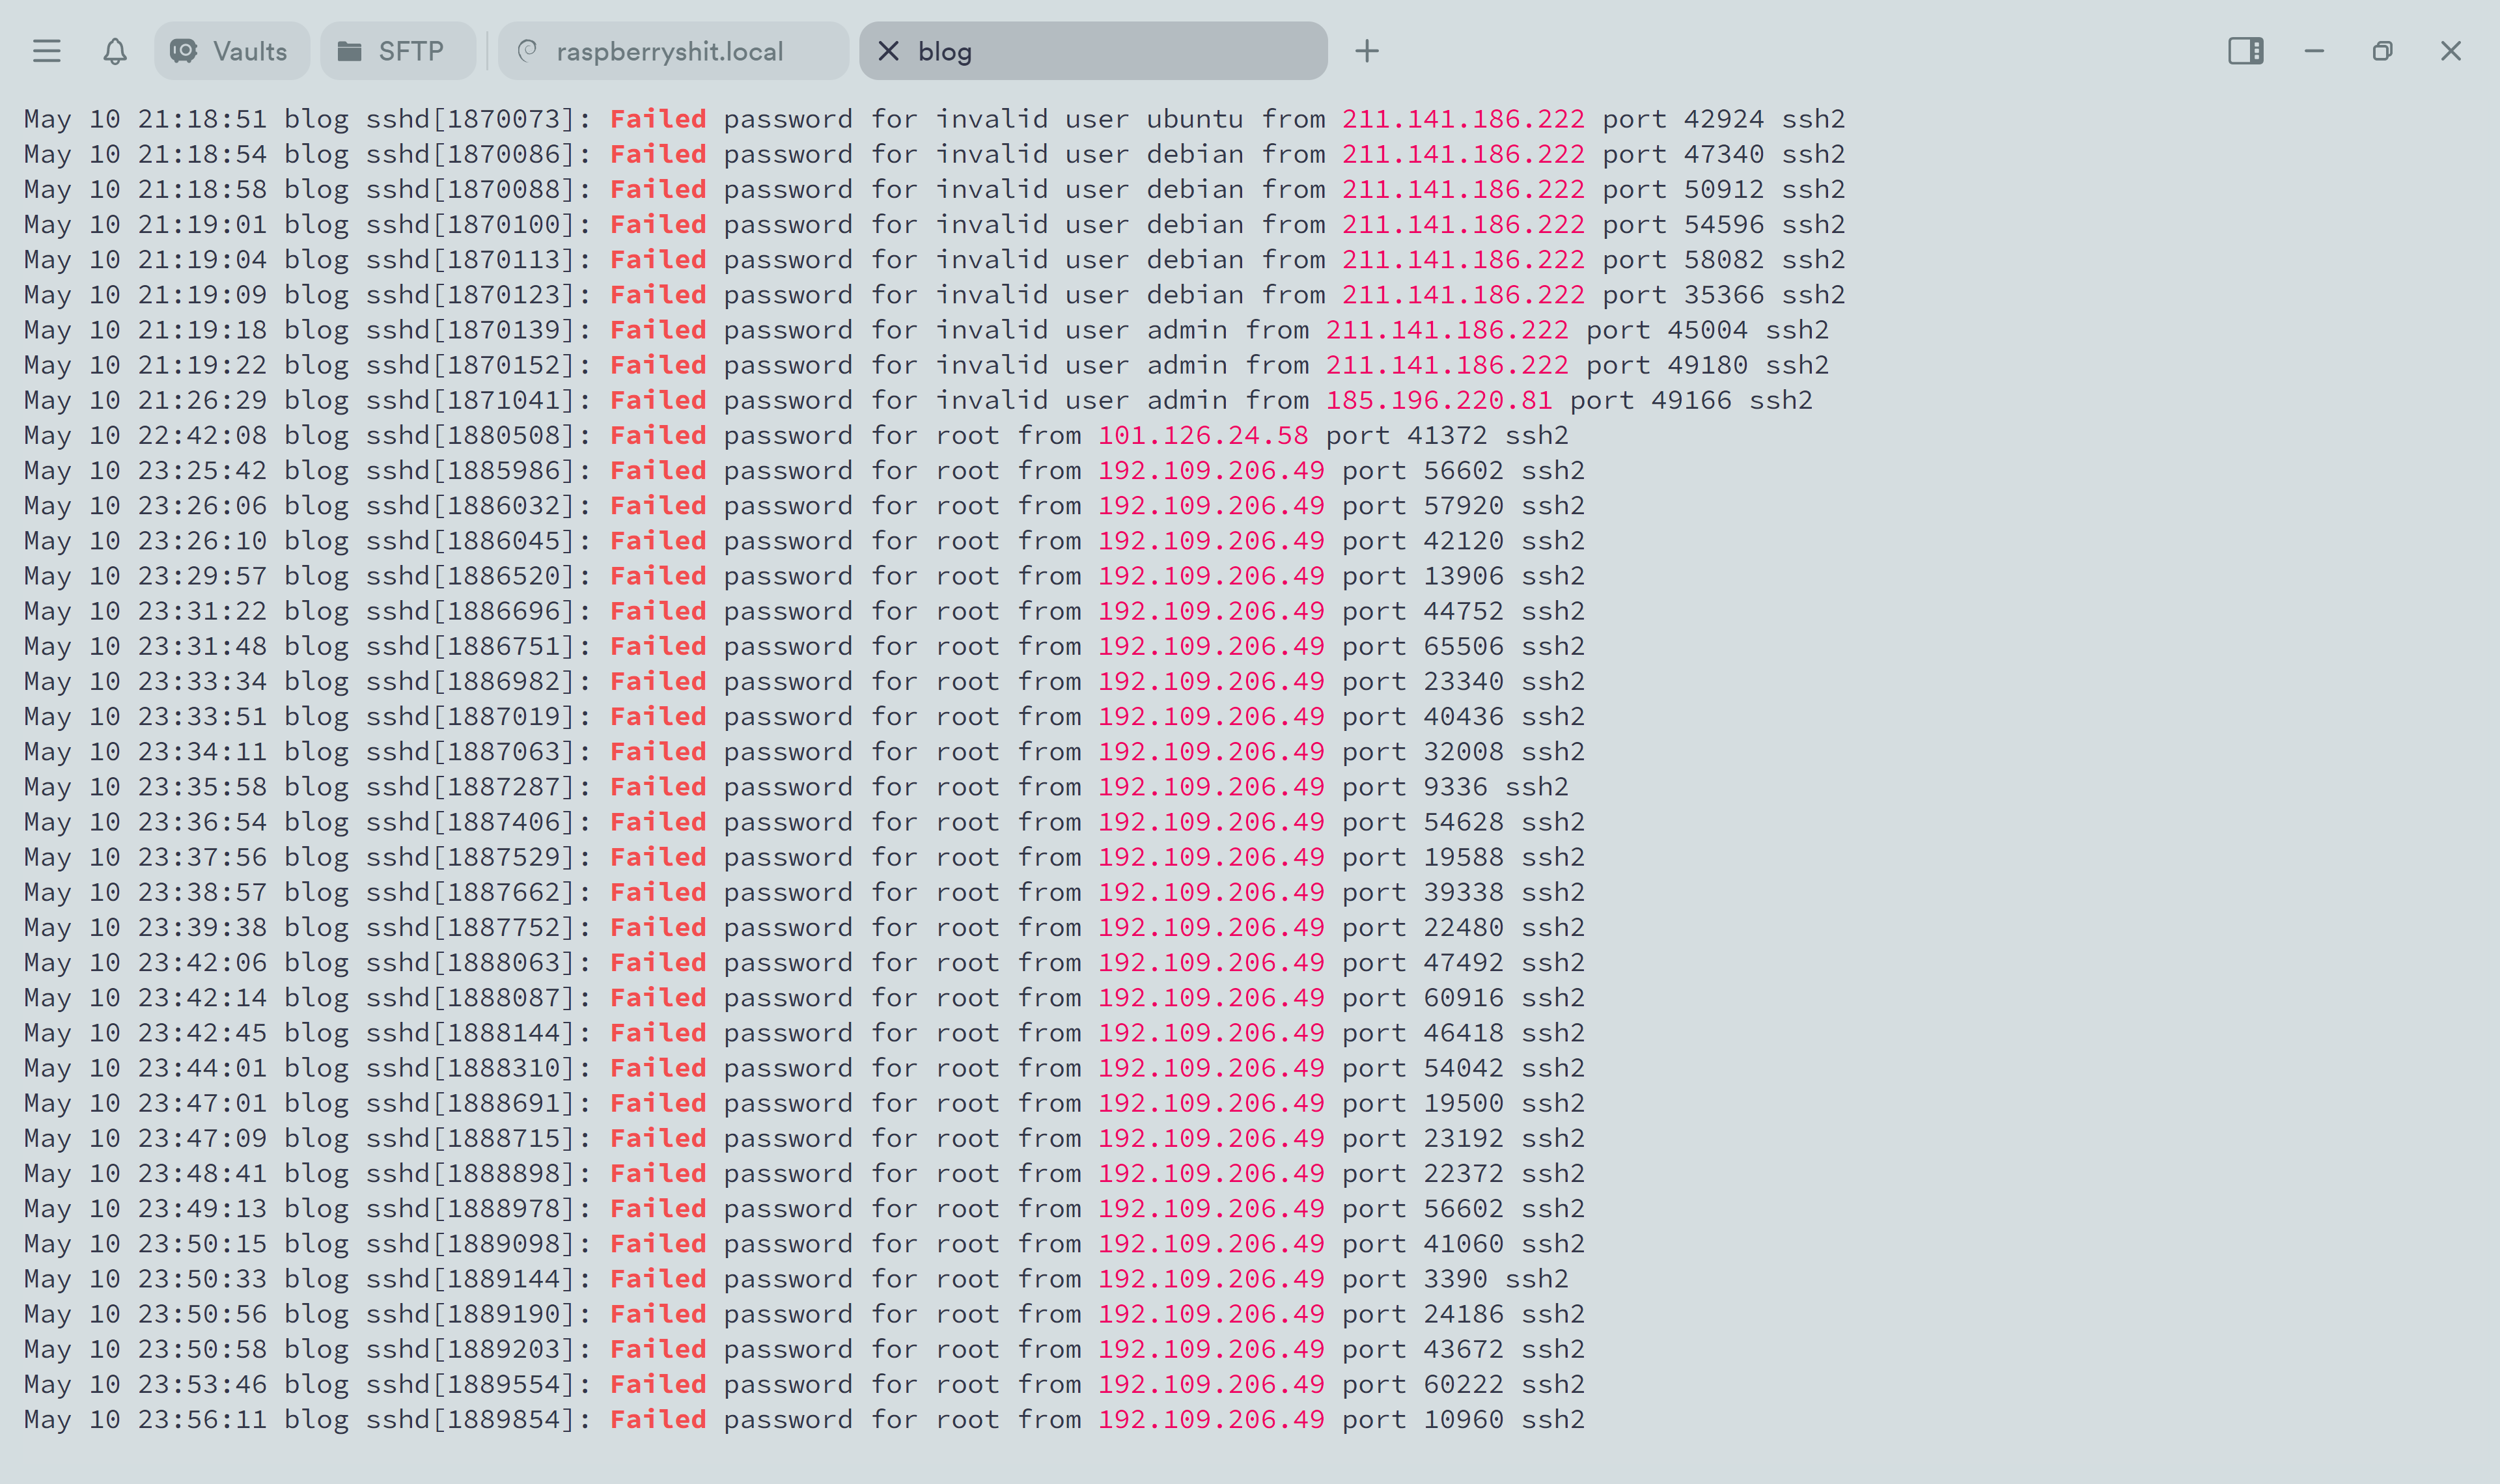 Vaults SFTP raspberryshit.local blog
May 10 21:18:51 blog sshd[1870073]: Failed password for invalid user ubuntu from 211.141.186.222 port 42924 ssh2
May 10 21:18:54 blog sshd[1870086]: Failed password for invalid user debian from 211.141.186.222 port 47340 ssh2
May 10 21:18:58 blog sshd[1870088]: Failed password for invalid user debian from 211.141.186.222 port 50912 ssh2
May 10 21:19:01 blog sshd[1870100]: Failed password for invalid user debian from 211.141.186.222 port 54596 ssh2
May 10 21:19:04 blog sshd[1870113]: Failed password for invalid user debian from 211.141.186.222 port 58082 ssh2
May 10 21:19:09 blog sshd[1870123]: Failed password for invalid user debian from 211.141.186.222 port 35366 ssh2
May 10 21:19:18 blog sshd[1870139]: Failed password for invalid user admin from 211.141.186.222 port 45004 ssh2
May 10 21:19:22 blog sshd[1870152]: Failed password for invalid user admin from 211.141.186.222 port 49180 ssh2
May 10 21:26:29 blog sshd[1871041]: Failed password for invalid user admin from 185.196.220.81 port 49166 ssh2
May 10 22:42:08 blog sshd[1880508]: Failed password for root from 101.126.24.58 port 41372 ssh2
May 10 23:25:42 blog sshd[1885986]: Failed password for root from 192.109.206.49 port 56602 ssh2
May 10 23:26:06 blog sshd[1886032]: Failed password for root from 192.109.206.49 port 57920 ssh2
May 10 23:26:10 blog sshd[1886045]: Failed password for root from 192.109.206.49 port 42120 ssh2
May 10 23:29:57 blog sshd[1886520]: Failed password for root from 192.109.206.49 port 13906 ssh2
May 10 23:31:22 blog sshd[1886696]: Failed password for root from 192.109.206.49 port 44752 ssh2
May 10 23:31:48 blog sshd[1886751]: Failed password for root from 192.109.206.49 port 65506 ssh2
May 10 23:33:34 blog sshd[1886982]: Failed password for root from 192.109.206.49 port 23340 ssh2
May 10 23:33:51 blog sshd[1887019]: Failed password for root from 192.109.206.49 port 40436 ssh2
May 10 23:34:11 blog sshd[1887063]: Failed password for root from 192.109.206.49 port 32008 ssh2
May 10 23:35:58 blog sshd[1887287]: Failed password for root from 192.109.206.49 port 9336 ssh2
May 10 23:36:54 blog sshd[1887406]: Failed password for root from 192.109.206.49 port 54628 ssh2
May 10 23:37:56 blog sshd[1887529]: Failed password for root from 192.109.206.49 port 19588 ssh2
May 10 23:38:57 blog sshd[1887662]: Failed password for root from 192.109.206.49 port 39338 ssh2
May 10 23:39:38 blog sshd[1887752]: Failed password for root from 192.109.206.49 port 22480 ssh2
May 10 23:42:06 blog sshd[1888063]: Failed password for root from 192.109.206.49 port 47492 ssh2
May 10 23:42:14 blog sshd[1888087]: Failed password for root from 192.109.206.49 port 60916 ssh2
May 10 23:42:45 blog sshd[1888144]: Failed password for root from 192.109.206.49 port 46418 ssh2
May 10 23:44:01 blog sshd[1888310]: Failed password for root from 192.109.206.49 port 54042 ssh2
May 10 23:47:01 blog sshd[1888691]: Failed password for root from 192.109.206.49 port 19500 ssh2
May 10 23:47:09 blog sshd[1888715]: Failed password for root from 192.109.206.49 port 23192 ssh2
May 10 23:48:41 blog sshd[1888898]: Failed password for root from 192.109.206.49 port 22372 ssh2
May 10 23:49:13 blog sshd[1888978]: Failed password for root from 192.109.206.49 port 56602 ssh2
May 10 23:50:15 blog sshd[1889098]: Failed password for root from 192.109.206.49 port 41060 ssh2
May 10 23:50:33 blog sshd[1889144]: Failed password for root from 192.109.206.49 port 3390 ssh2
May 10 23:50:56 blog sshd[1889190]: Failed password for root from 192.109.206.49 port 24186 ssh2
May 10 23:50:58 blog sshd[1889203]: Failed password for root from 192.109.206.49 port 43672 ssh2
May 10 23:53:46 blog sshd[1889554]: Failed password for root from 192.109.206.49 port 60222 ssh2
May 10 23:56:11 blog sshd[1889854]: Failed password for root from 192.109.206.49 port 10960 ssh2